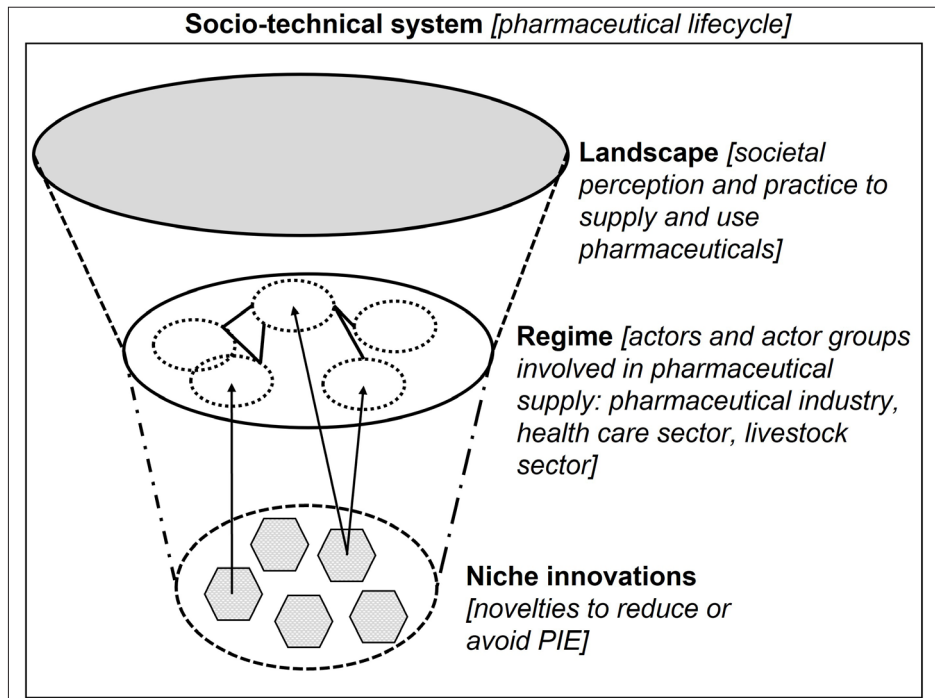 Socio-technical system [pharmaceutical lifecycle]
Landscape [societal
perception and practice to
supply and use
pharmaceuticals]
Regime [actors and actor groups
involved in pharmaceutical
supply: pharmaceutical industry,
health care sector, livestock
sector]
Niche innovations
[novelties to reduce or
avoid PIE]